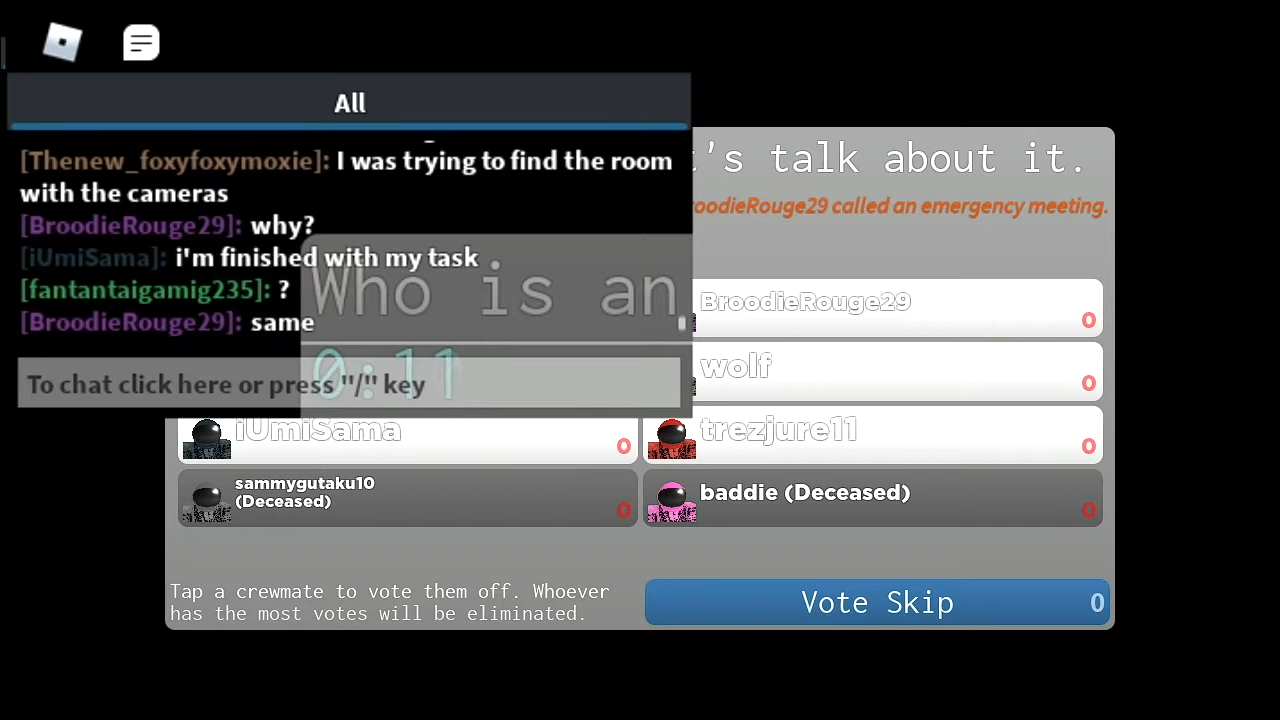 All
[Thenew_foxyfoxymoxie]: I was trying to find the room
with the cameras
[BroodieRouge29]: why?
[iUmiSama]: i'm finished with my task
[fantantaigamig235]: ?
[BroodieRouge29]: same
To chat click here or press "/" key
't's talk about it.
roodieRouge29 called an emergency meeting.
Who is an
0:11
BroodieRouge29
0
wolf
0
iUmiSama
0
trezjure11
0
sammygutaku10
(Deceased)
0
baddie (Deceased)
0
Tap a crewmate to vote them off. Whoever
has the most votes will be eliminated.
Vote Skip
0